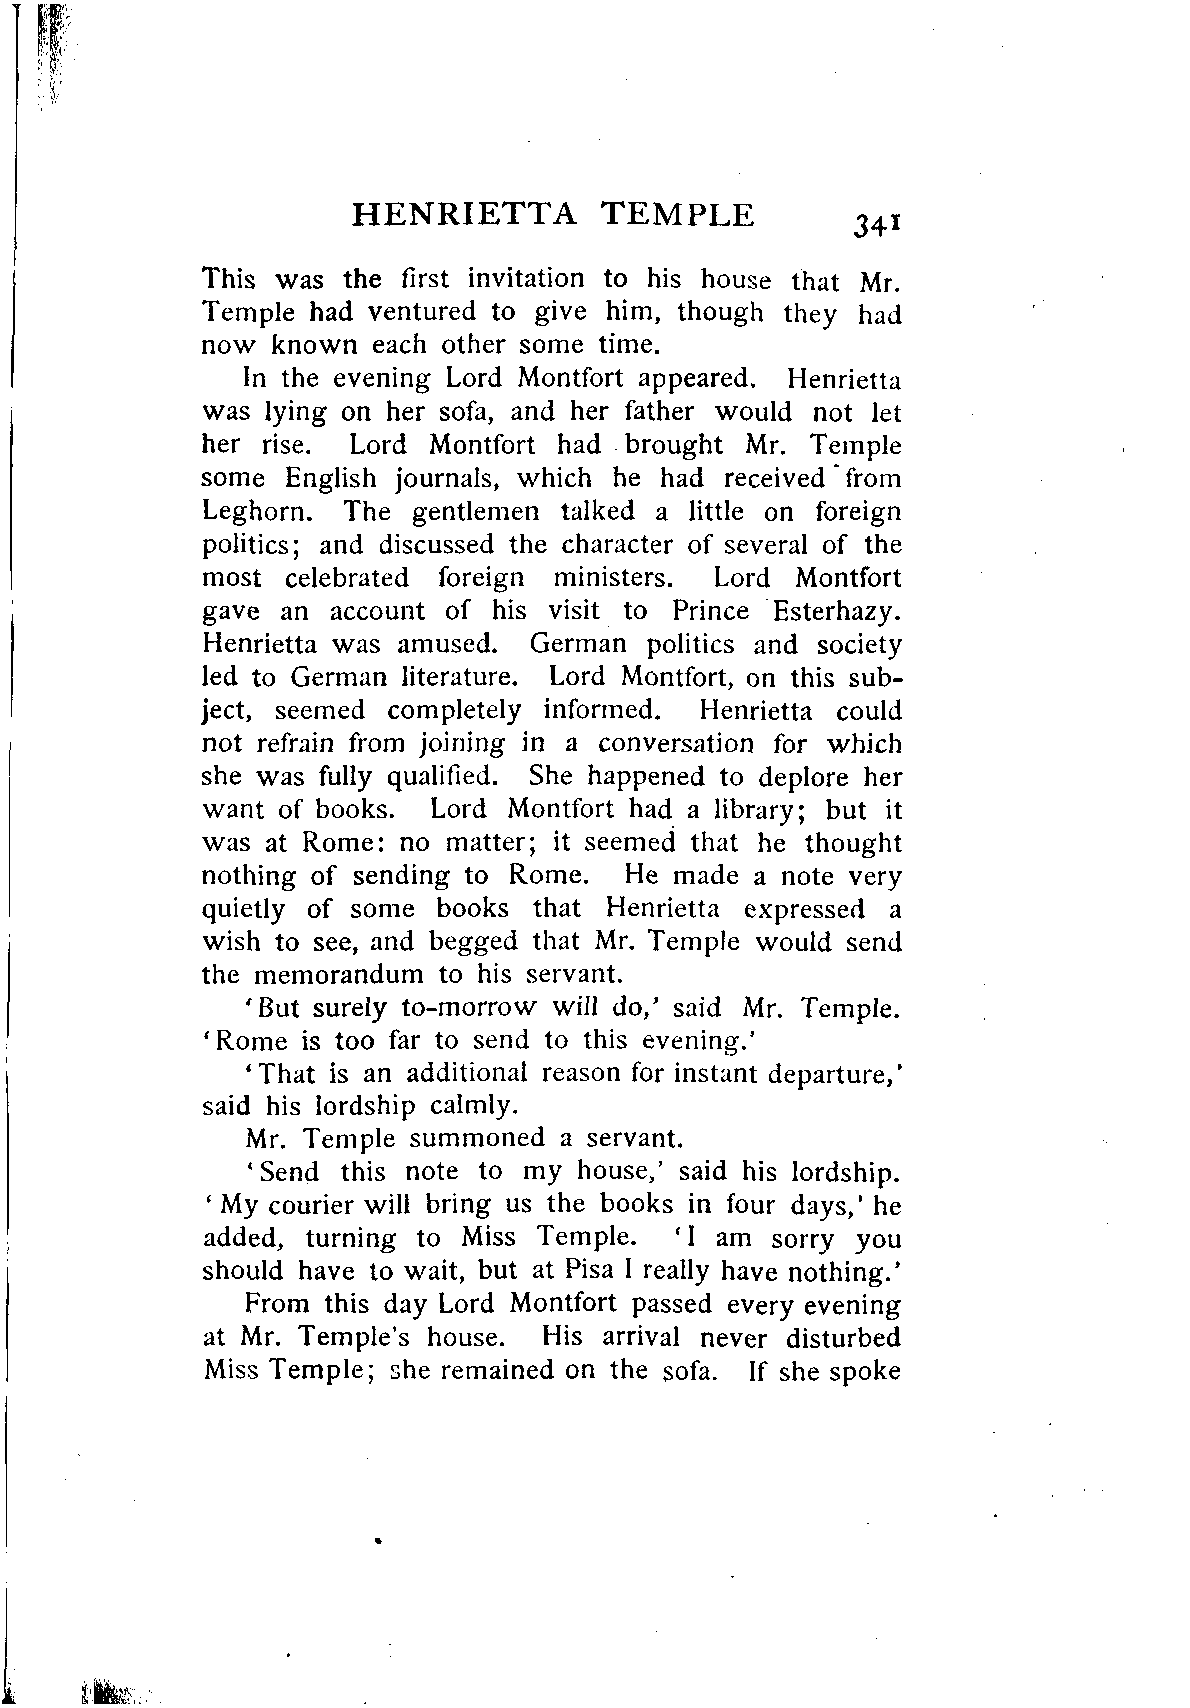 HENRIETTA TEMPLE 341
This was the first invitation to his house that Mr.
Temple had ventured to give him, though they had
now known each other some time.
In the evening Lord Montfort appeared. Henrietta
was lying on her sofa, and her father would not let
her rise. Lord Montfort had brought Mr. Temple
some English journals, which he had received from
Leghorn. The gentlemen talked a little on foreign
politics; and discussed the character of several of the
most celebrated foreign ministers. Lord Montfort
gave an account of his visit to Prince Esterhazy.
Henrietta was amused. German politics and society
led to German literature. Lord Montfort, on this sub-
ject, seemed completely informed. Henrietta could
not refrain from joining in a conversation for which
she was fully qualified. She happened to deplore her
want of books. Lord Montfort had a library; but it
was at Rome: no matter; it seemed that he thought
nothing of sending to Rome. He made a note very
quietly of some books that Henrietta expressed a
wish to see, and begged that Mr. Temple would send
the memorandum to his servant.
‘But surely to-morrow will do,’ said Mr. Temple.
‘Rome is too far to send to this evening.’
‘That is an additional reason for instant departure,’
said his lordship calmly.
Mr. Temple summoned a servant.
‘Send this note to my house,’ said his lordship.
‘My courier will bring us the books in four days,’ he
added, turning to Miss Temple. ‘I am sorry you
should have to wait, but at Pisa I really have nothing.’
From this day Lord Montfort passed every evening
at Mr. Temple's house. His arrival never disturbed
Miss Temple; she remained on the sofa. If she spoke